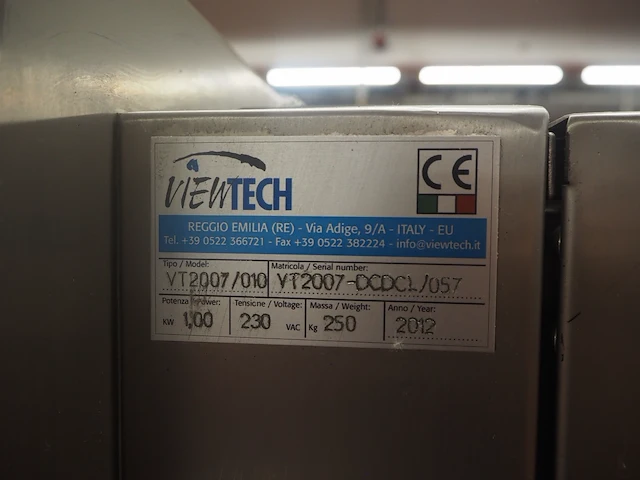 VIEWTECH
CE
REGGIO EMILIA (RE) - Via Adige, 9/A - ITALY - EU
Tel. +39 0522 366721 - Fax +39 0522 382224 - info@viewtech.it
Tipo / Model: Matricola / Serial number:
VT2007/010 VT2007-DCDCL/057
Potenza / Power: Tensione / Voltage: Massa / Weight: Anno / Year:
KW 1,00 230 VAC Kg 250 2012